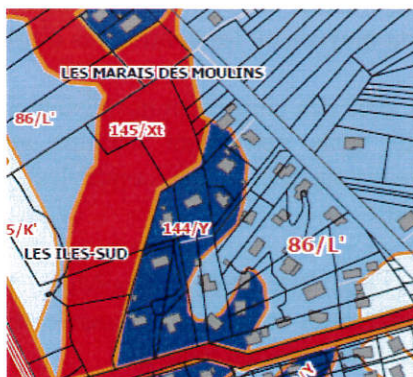 LES MARAIS DES MOULINS
86/L'
145/Xt
144/Y
5/K'
86/L'
LES ILES-SUD
/Y